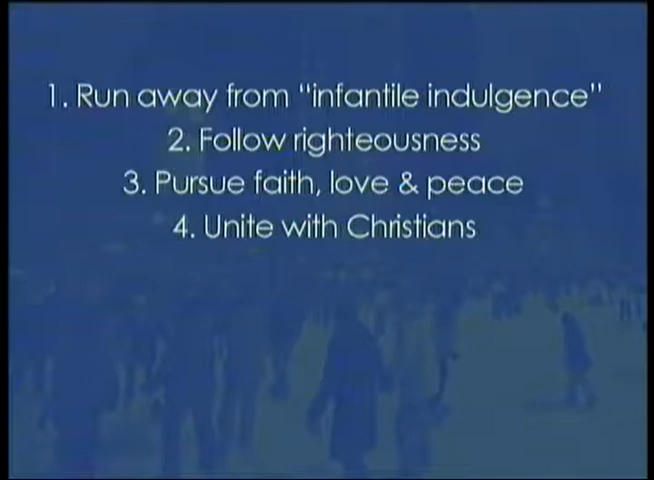 1. Run away from “infantile indulgence”
2. Follow righteousness
3. Pursue faith, love & peace
4. Unite with Christians